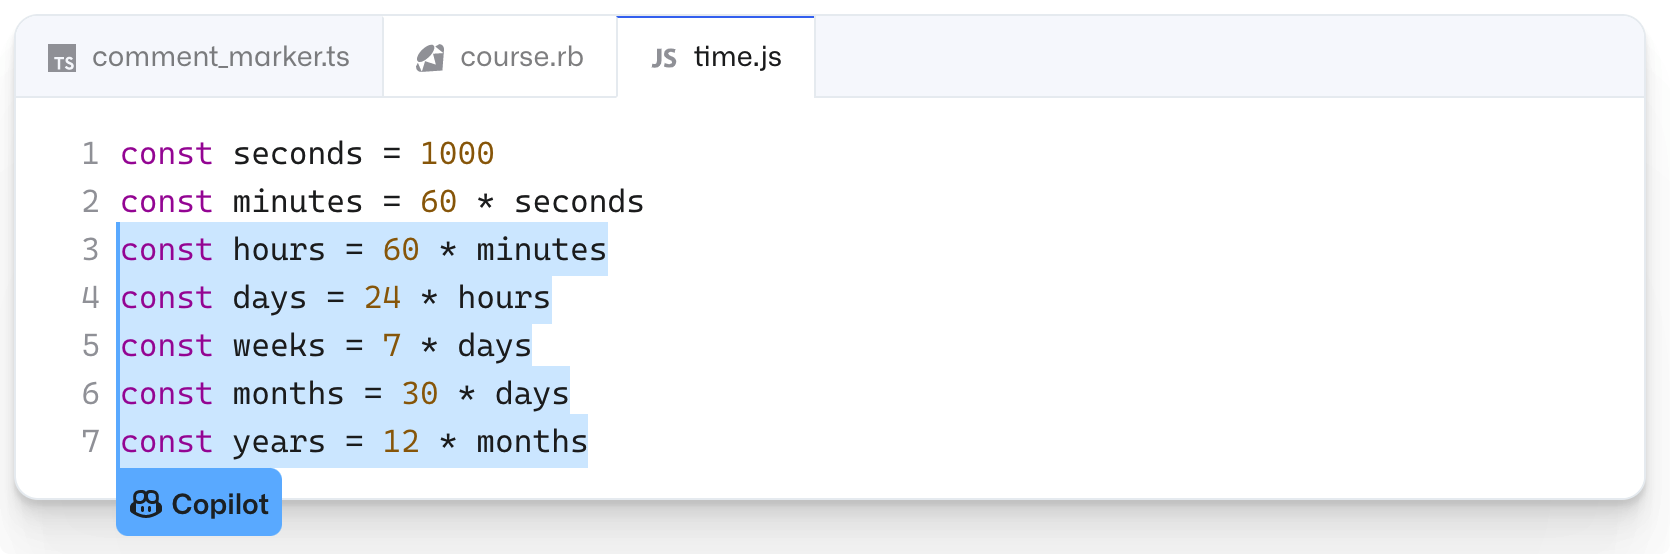 TS comment_marker.ts course.rb JS time.js
1 const seconds = 1000
2 const minutes = 60 * seconds
3 const hours = 60 * minutes
4 const days = 24 * hours
5 const weeks = 7 * days
6 const months = 30 * days
7 const years = 12 * months
Copilot